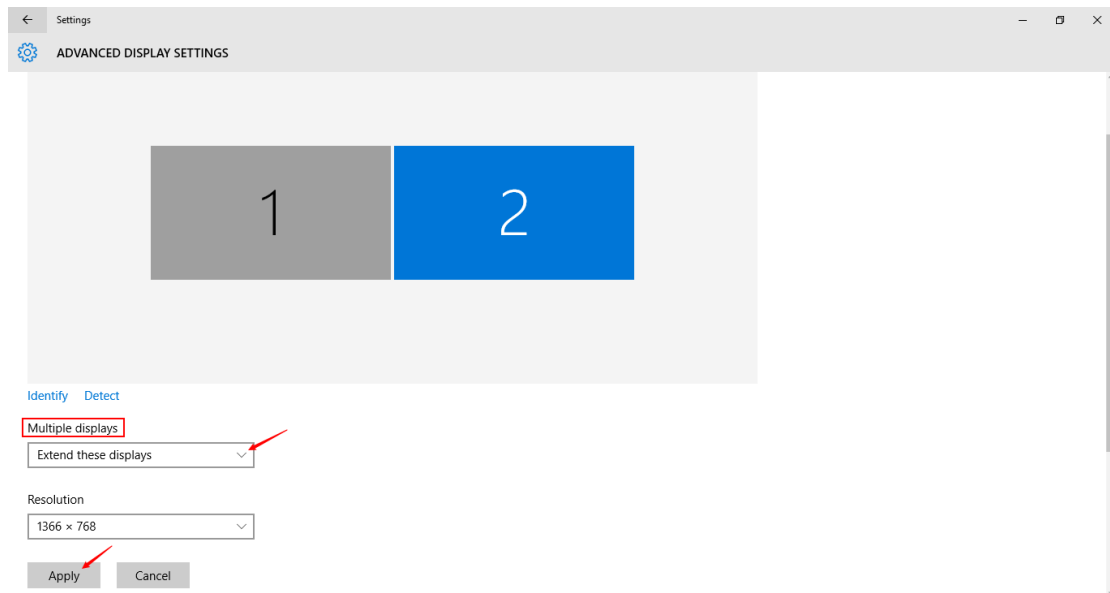 Settings
ADVANCED DISPLAY SETTINGS
1 2
Identify Detect
Multiple displays
Extend these displays
Resolution
1366 × 768
Apply Cancel